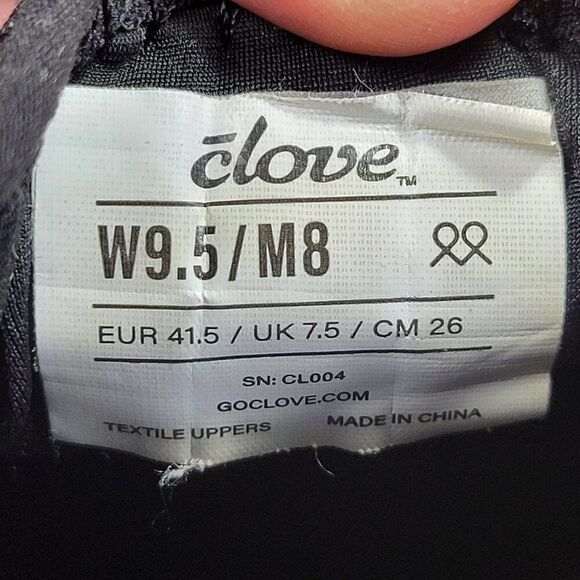 clove™
W9.5/M8
EUR 41.5 / UK 7.5 / CM 26
SN: CL004
GOCLOVE.COM
TEXTILE UPPERS MADE IN CHINA